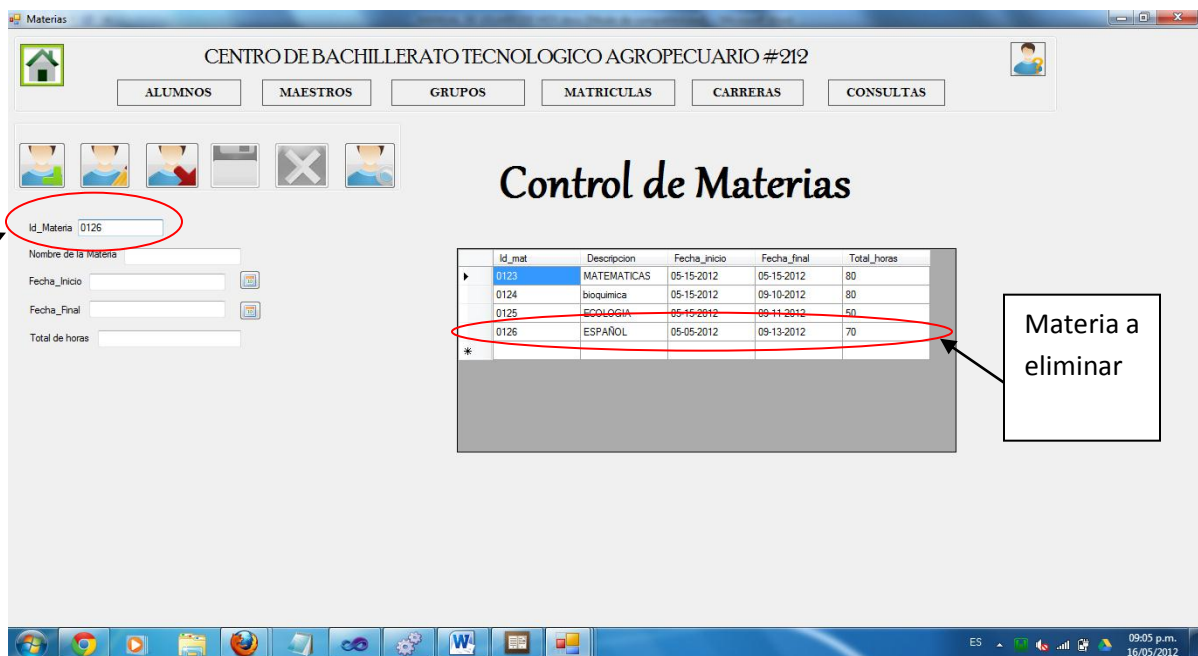 Materias
CENTRO DE BACHILLERATO TECNOLOGICO AGROPECUARIO #212
ALUMNOS MAESTROS GRUPOS MATRICULAS CARRERAS CONSULTAS
Control de Materias
Id_Materia 0126
Nombre de la Materia
Fecha_Inicio
Fecha_Final
Total de horas
Id_mat Descripcion Fecha_inicio Fecha_final Total_horas
0123 MATEMATICAS 05-15-2012 05-15-2012 80
0124 bioquimica 05-15-2012 09-10-2012 80
0125 ECOLOGIA 05-15-2012 09-11-2012 50
0126 ESPAÑOL 05-05-2012 09-13-2012 70
Materia a
eliminar
ES
09:05 p.m.
16/05/2012